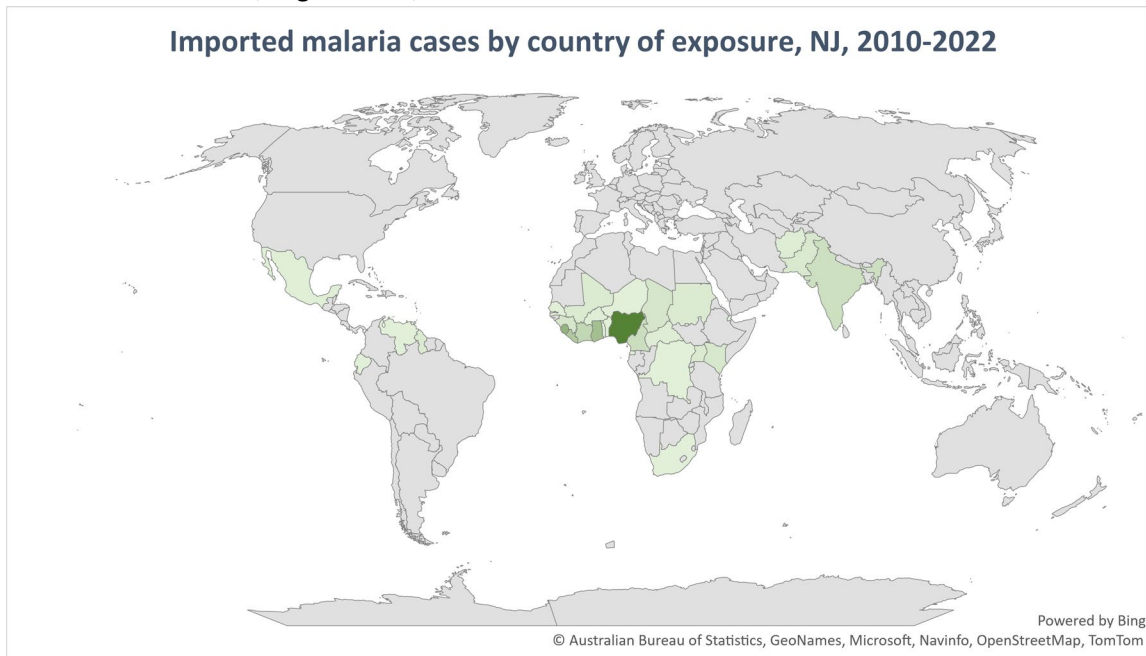 Imported malaria cases by country of exposure, NJ, 2010-2022
Powered by Bing
© Australian Bureau of Statistics, GeoNames, Microsoft, Navinfo, OpenStreetMap, TomTom